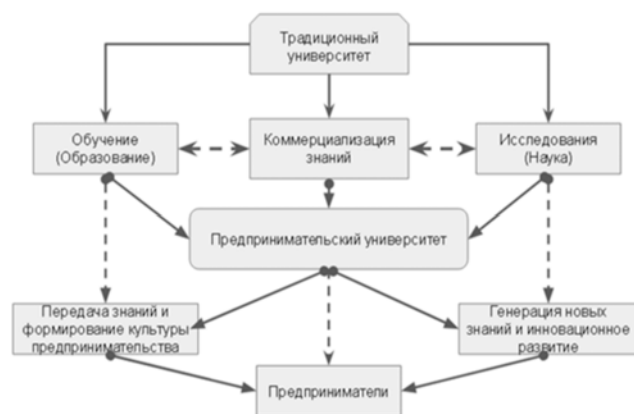 Традиционный
университет
Обучение
(Образование)
Коммерциализация
знаний
Исследования
(Наука)
Предпринимательский университет
Передача знаний и
формирование культуры
предпринимательства
Генерация новых
знаний и инновационное
развитие
Предприниматели